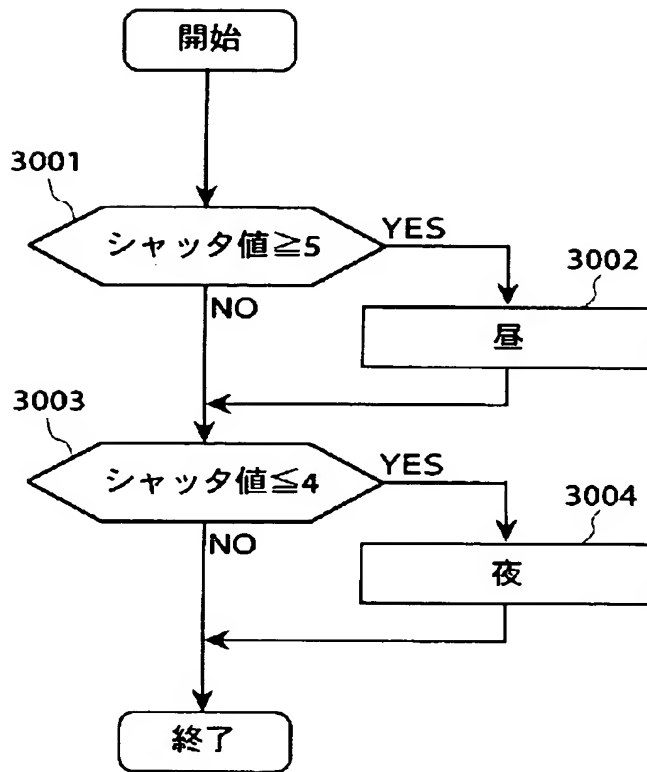 開始
3001
シャッタ値≧5
YES
3002
昼
NO
3003
シャッタ値≦4
YES
3004
夜
NO
終了